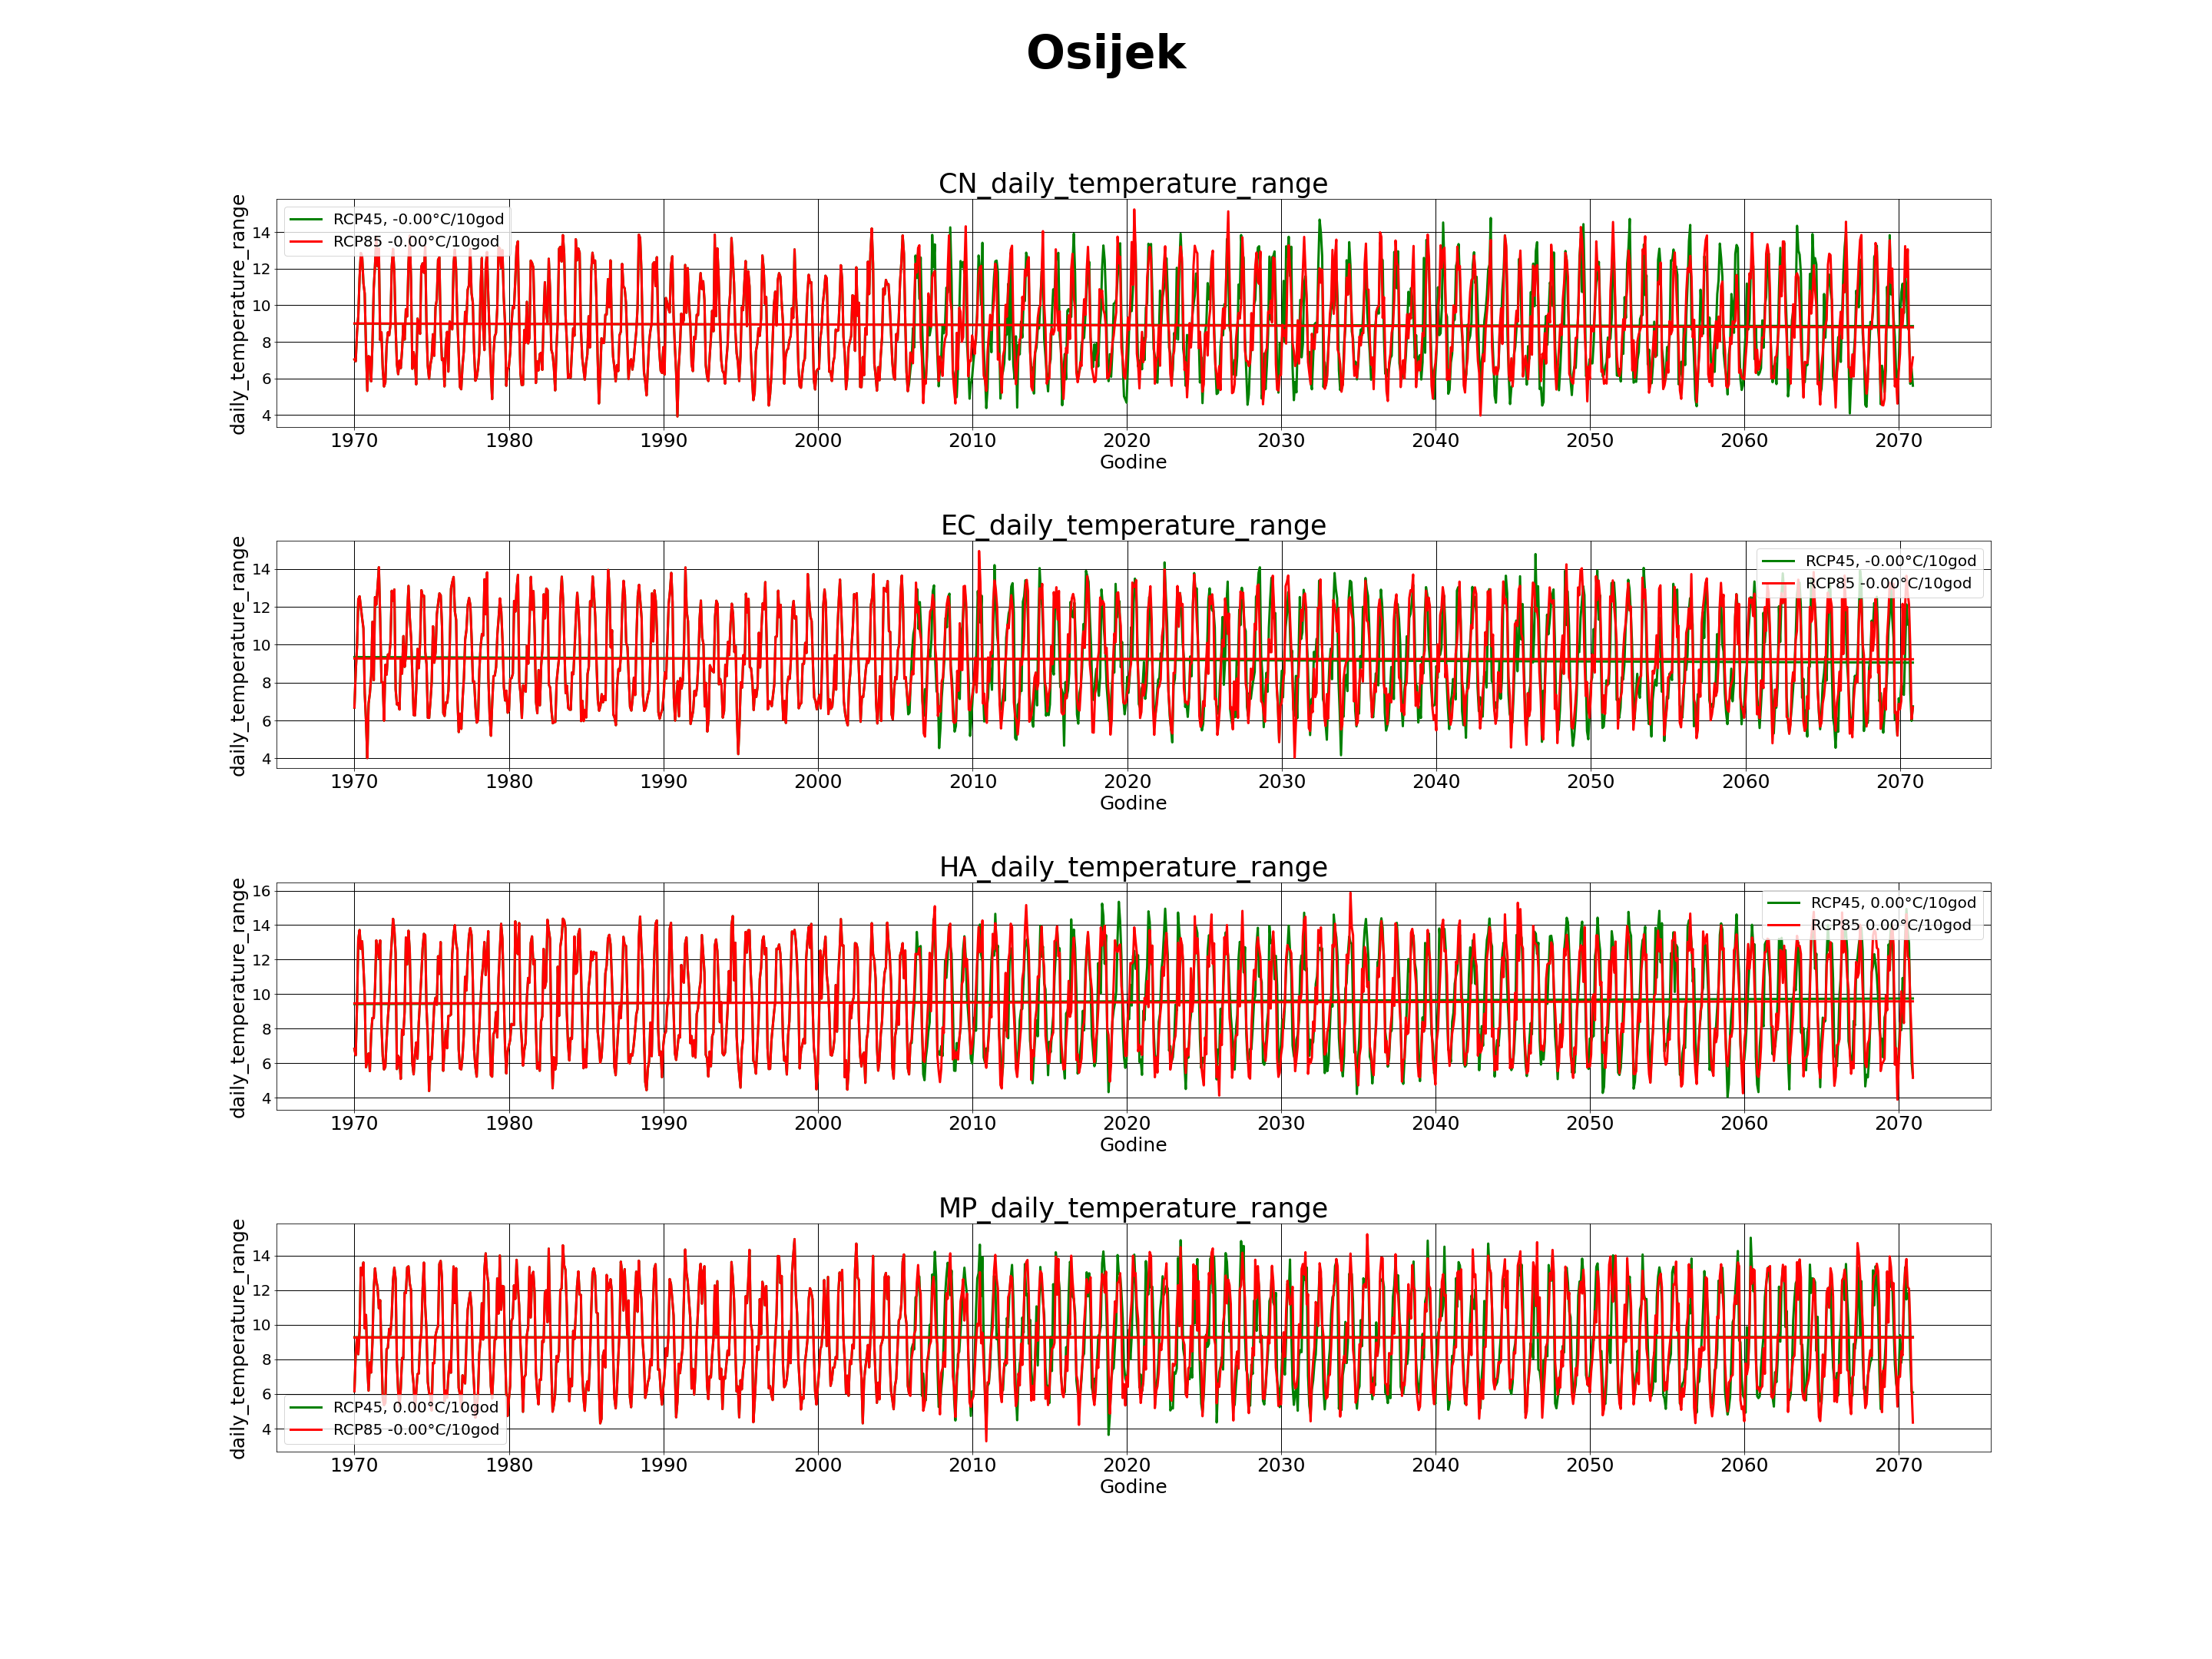 Osijek
CN_daily_temperature_range
daily_temperature_range
14
12
10
8
6
4
RCP45, -0.00°C/10god
RCP85 -0.00°C/10god
1970 1980 1990 2000 2010 2020 2030 2040 2050 2060 2070
Godine
EC_daily_temperature_range
daily_temperature_range
14
12
10
8
6
4
RCP45, -0.00°C/10god
RCP85 -0.00°C/10god
1970 1980 1990 2000 2010 2020 2030 2040 2050 2060 2070
Godine
HA_daily_temperature_range
daily_temperature_range
16
14
12
10
8
6
4
RCP45, 0.00°C/10god
RCP85 0.00°C/10god
1970 1980 1990 2000 2010 2020 2030 2040 2050 2060 2070
Godine
MP_daily_temperature_range
daily_temperature_range
14
12
10
8
6
4
RCP45, 0.00°C/10god
RCP85 -0.00°C/10god
1970 1980 1990 2000 2010 2020 2030 2040 2050 2060 2070
Godine